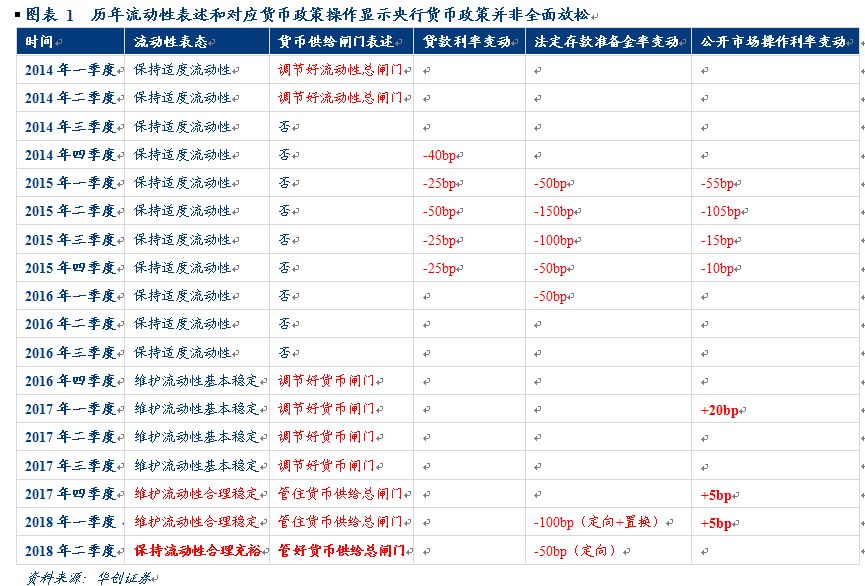 图表 1 历年流动性表述和对应货币政策操作显示央行货币政策并非全面放松
时间 流动性表态 货币供给闸门表述 贷款利率变动 法定存款准备金率变动 公开市场操作利率变动
2014 年一季度 保持适度流动性 调节好流动性总闸门
2014 年二季度 保持适度流动性 调节好流动性总闸门
2014 年三季度 保持适度流动性 否
2014 年四季度 保持适度流动性 否 -40bp
2015 年一季度 保持适度流动性 否 -25bp -50bp -55bp
2015 年二季度 保持适度流动性 否 -50bp -150bp -105bp
2015 年三季度 保持适度流动性 否 -25bp -100bp -15bp
2015 年四季度 保持适度流动性 否 -25bp -50bp -10bp
2016 年一季度 保持适度流动性 否 -50bp
2016 年二季度 保持适度流动性 否
2016 年三季度 保持适度流动性 否
2016 年四季度 维护流动性基本稳定 调节好货币闸门
2017 年一季度 维护流动性基本稳定 调节好货币闸门 +20bp
2017 年二季度 维护流动性基本稳定 调节好货币闸门
2017 年三季度 维护流动性基本稳定 调节好货币闸门
2017 年四季度 维护流动性合理稳定 管住货币供给总闸门 +5bp
2018 年一季度 维护流动性合理稳定 管住货币供给总闸门 -100bp（定向+置换） +5bp
2018 年二季度 保持流动性合理充裕 管好货币供给总闸门 -50bp（定向）
资料来源：华创证券